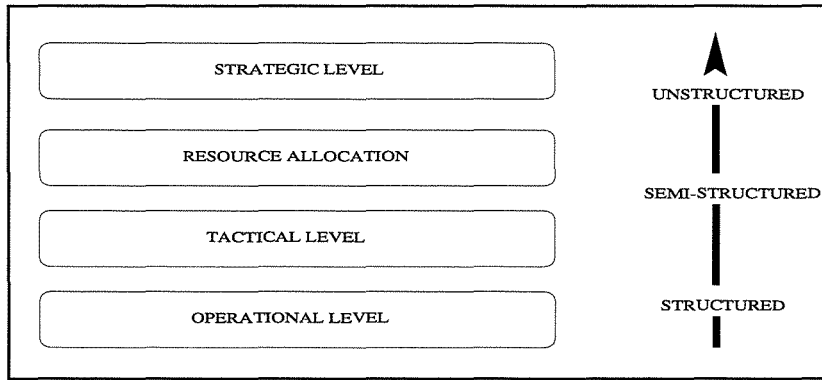 STRATEGIC LEVEL
UNSTRUCTURED
RESOURCE ALLOCATION
SEMI-STRUCTURED
TACTICAL LEVEL
STRUCTURED
OPERATIONAL LEVEL